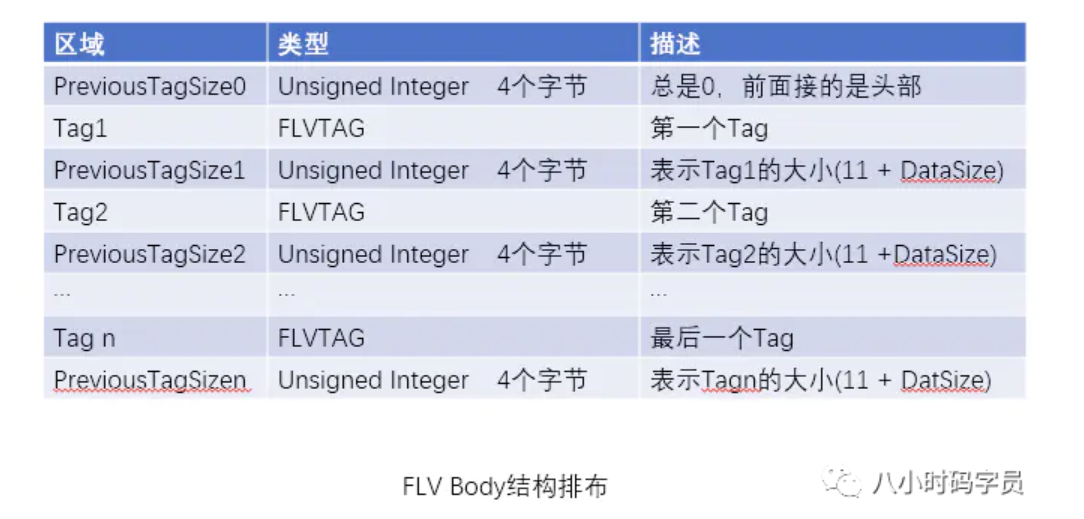 区域 类型 描述
PreviousTagSize0 Unsigned Integer 4个字节 总是0，前面接的是头部
Tag1 FLVTAG 第一个Tag
PreviousTagSize1 Unsigned Integer 4个字节 表示Tag1的大小(11 + DataSize)
Tag2 FLVTAG 第二个Tag
PreviousTagSize2 Unsigned Integer 4个字节 表示Tag2的大小(11 +DataSize)
... ... ...
Tag n FLVTAG 最后一个Tag
PreviousTagSizen Unsigned Integer 4个字节 表示Tagn的大小(11 + DatSize)
FLV Body结构排布
八小时码字员